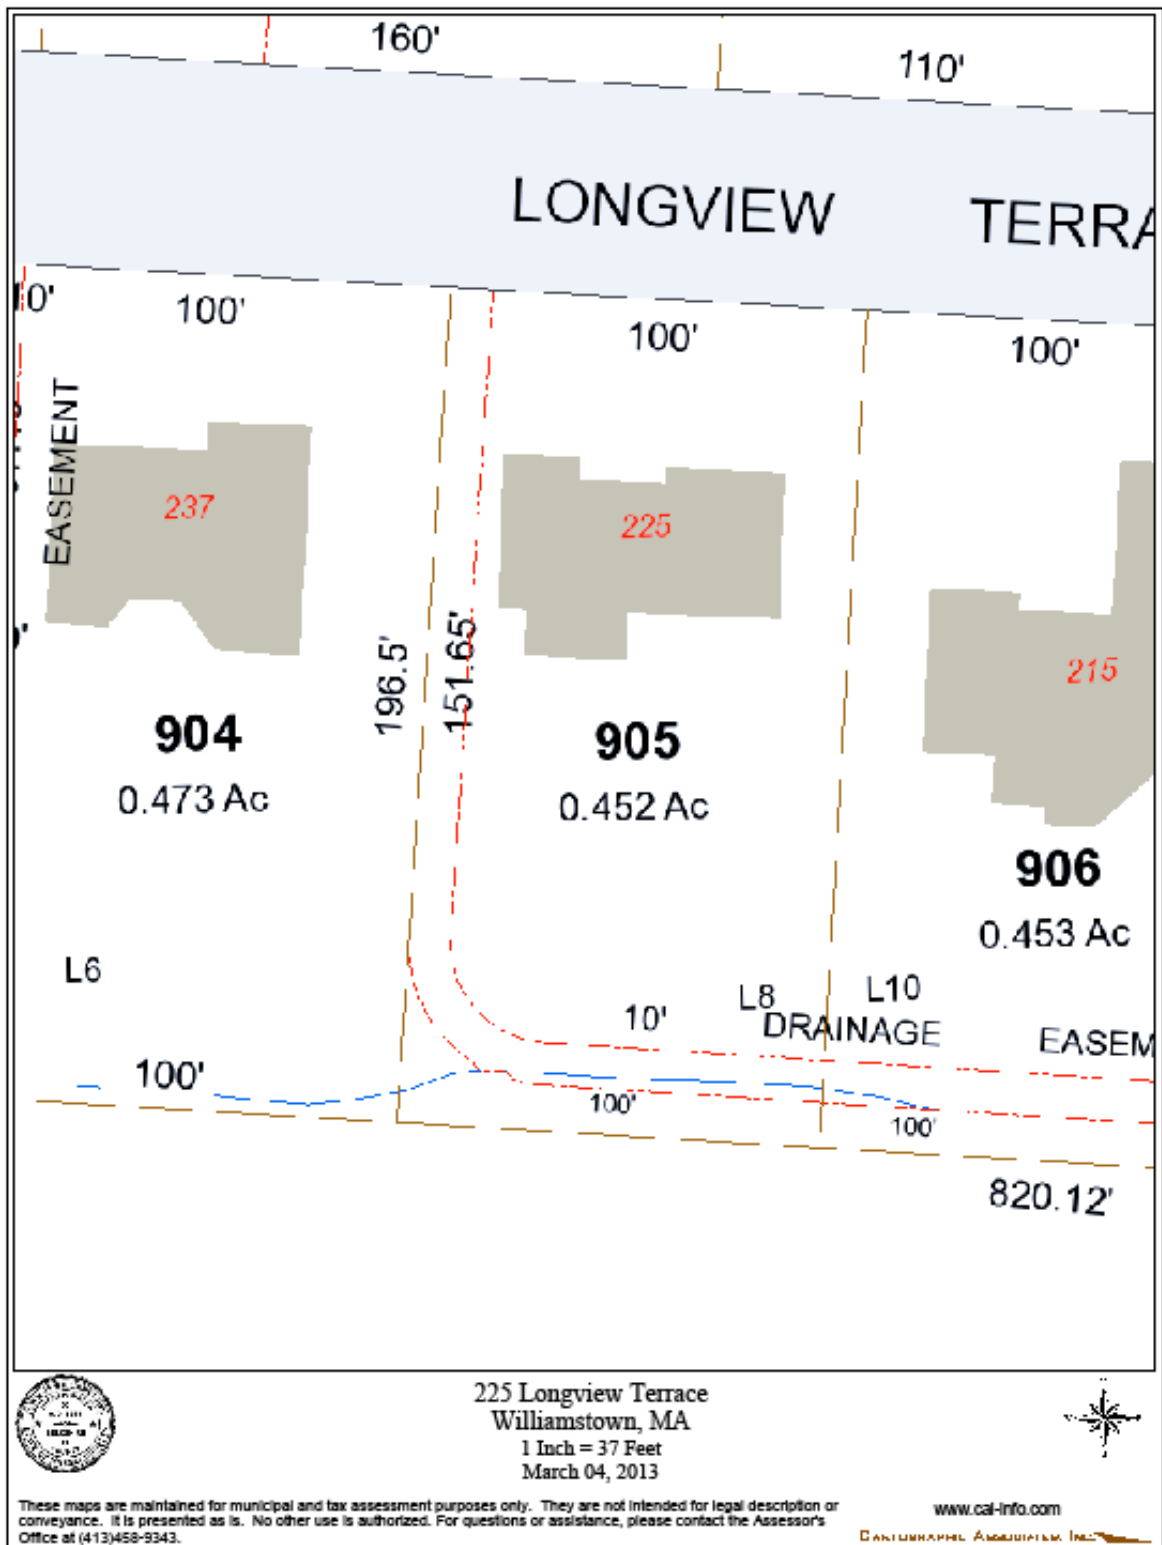 160'
110'
LONGVIEW TERRA
100'
100'
100'
EASEMENT
237
225
215
196.5'
151.65'
904
0.473 Ac
905
0.452 Ac
906
0.453 Ac
L6
L8
L10
10'
DRAINAGE
EASEM
100'
100'
100'
820.12'
225 Longview Terrace
Williamstown, MA
1 Inch = 37 Feet
March 04, 2013
These maps are maintained for municipal and tax assessment purposes only. They are not intended for legal description or
conveyance. It is presented as is. No other use is authorized. For questions or assistance, please contact the Assessor's
Office at (413)458-9343.
www.cai-info.com
CARTOGRAPHIC ASSOCIATES, INC.